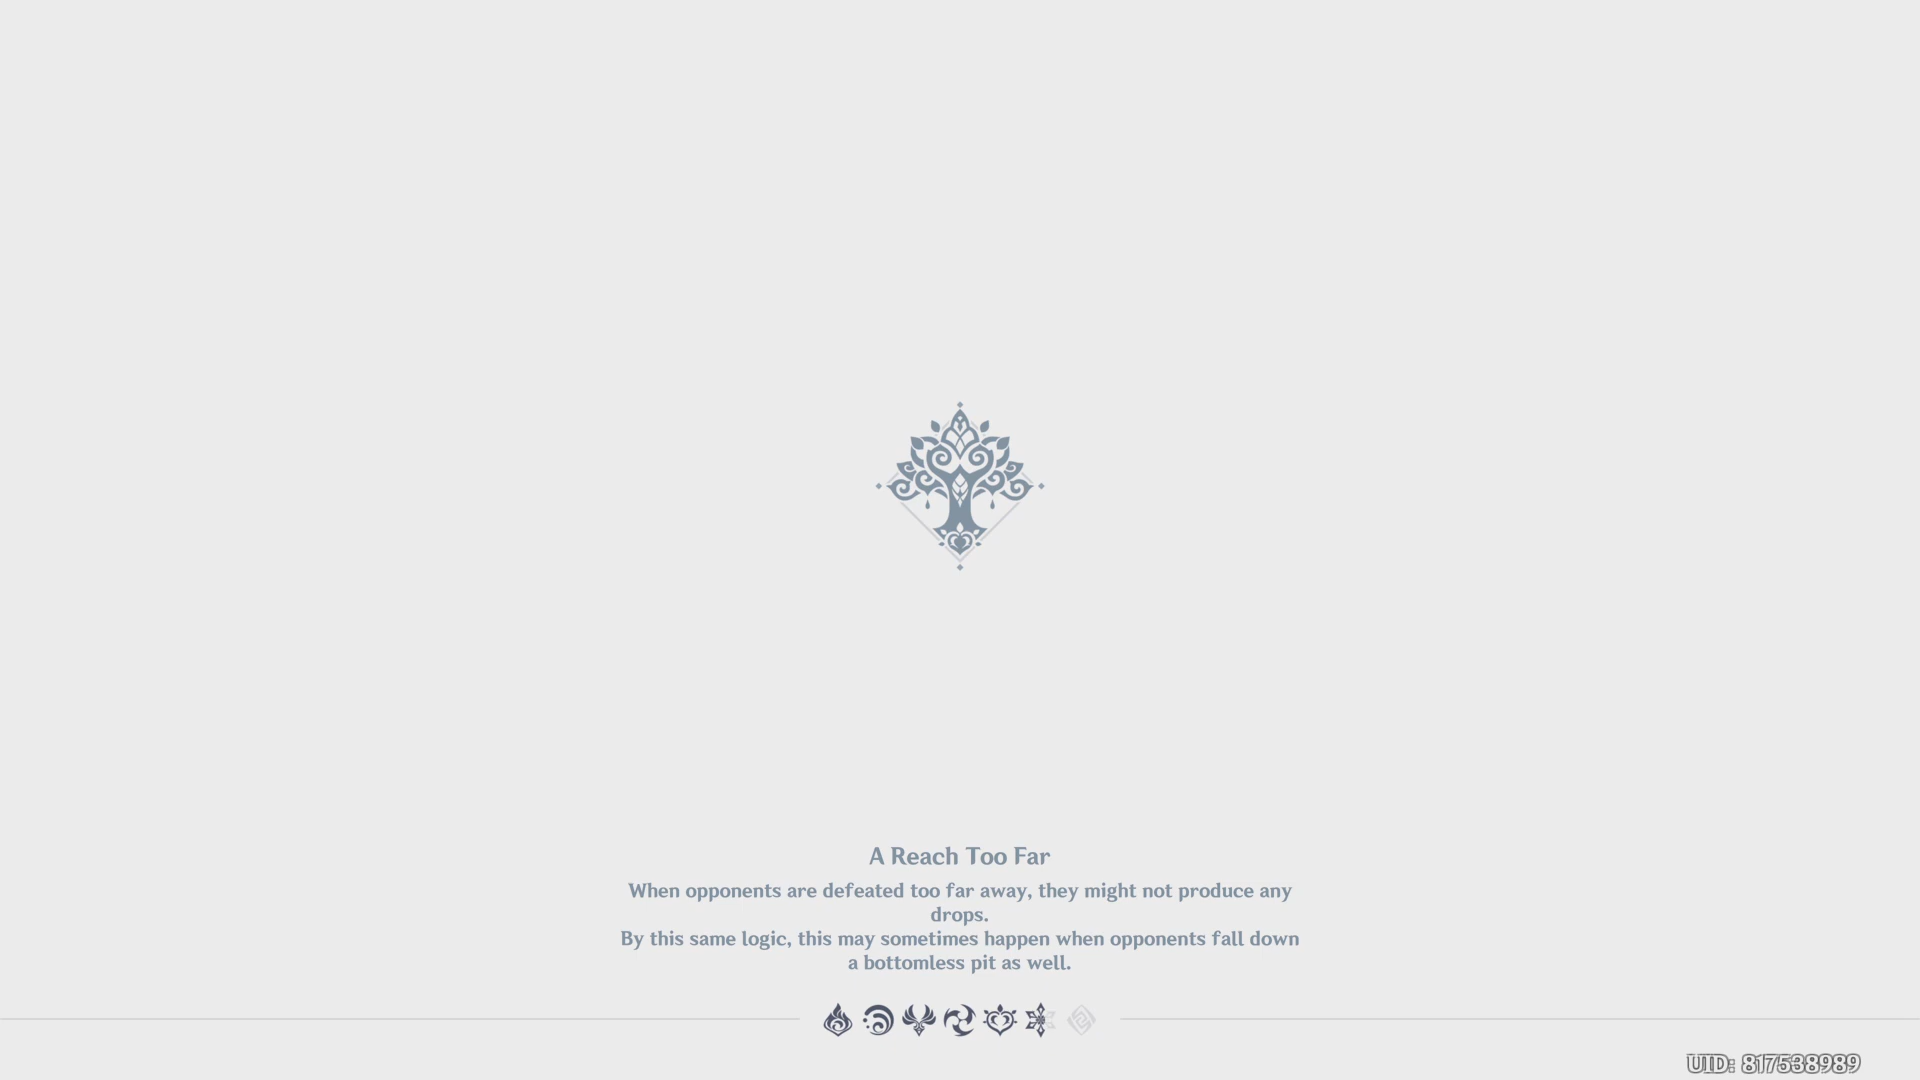 A Reach Too Far
When opponents are defeated too far away, they might not produce any
drops.
By this same logic, this may sometimes happen when opponents fall down
a bottomless pit as well.
UID: 817538989